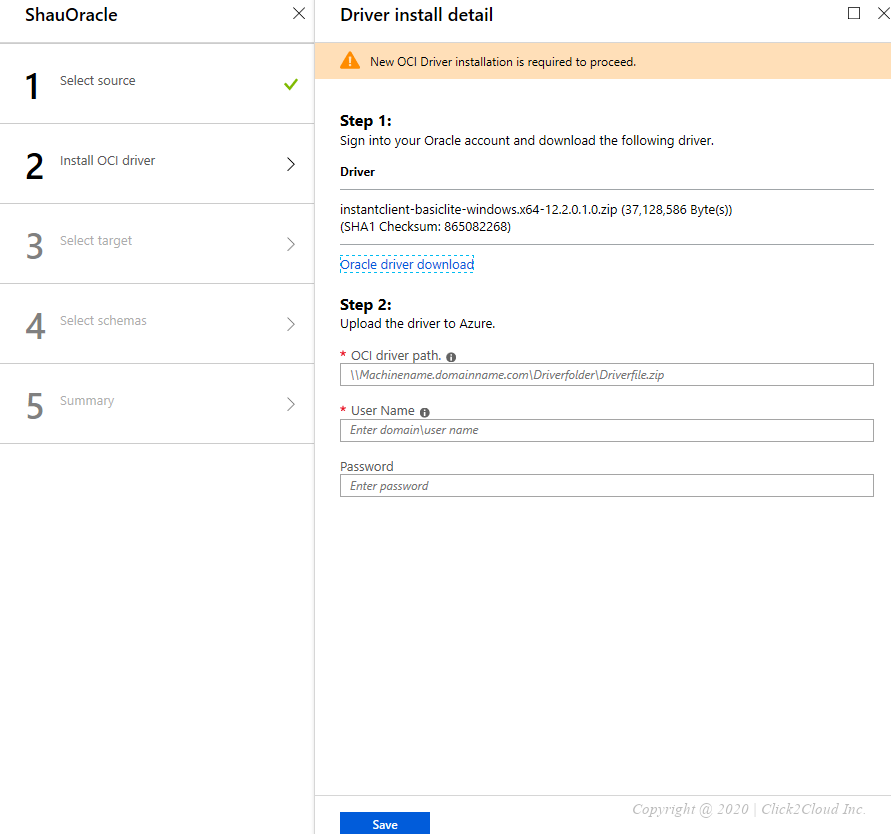 ShauOracle
1 Select source
2 Install OCI driver
3 Select target
4 Select schemas
5 Summary
Driver install detail
New OCI Driver installation is required to proceed.
Step 1:
Sign into your Oracle account and download the following driver.
Driver
instantclient-basiclite-windows.x64-12.2.0.1.0.zip (37,128,586 Byte(s))
(SHA1 Checksum: 865082268)
Oracle driver download
Step 2:
Upload the driver to Azure.
* OCI driver path.
\\Machinename.domainname.com\Driverfolder\Driverfile.zip
* User Name
Enter domain\user name
Password
Enter password
Copyright @ 2020 | Click2Cloud Inc.
Save